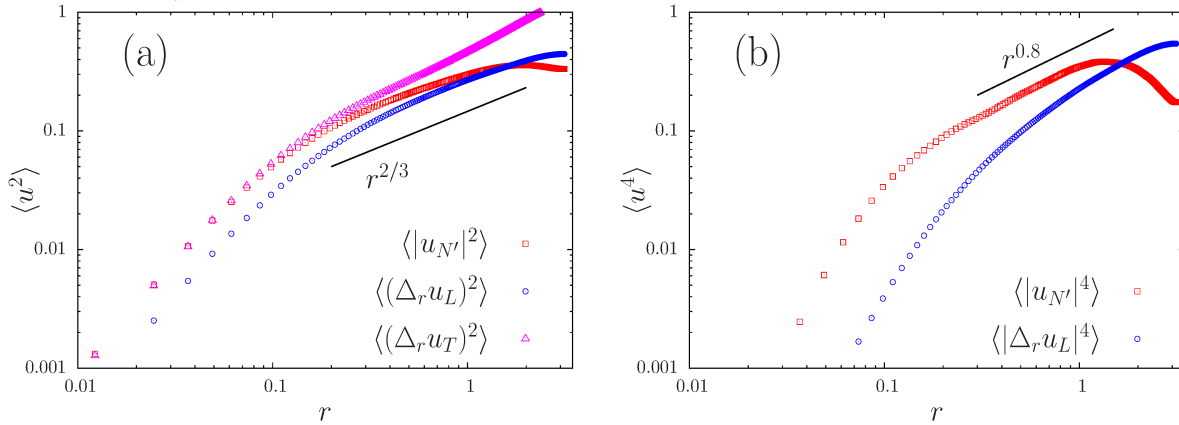 (a)
1
0.1
0.01
0.001
0.01
0.1
1
r
⟨u²⟩
r^{2/3}
⟨|u_{N′}|²⟩
⟨(Δ_r u_L)²⟩
⟨(Δ_r u_T)²⟩
(b)
1
0.1
0.01
0.001
0.01
0.1
1
r
⟨u⁴⟩
r^{0.8}
⟨|u_{N′}|⁴⟩
⟨|Δ_r u_L|⁴⟩